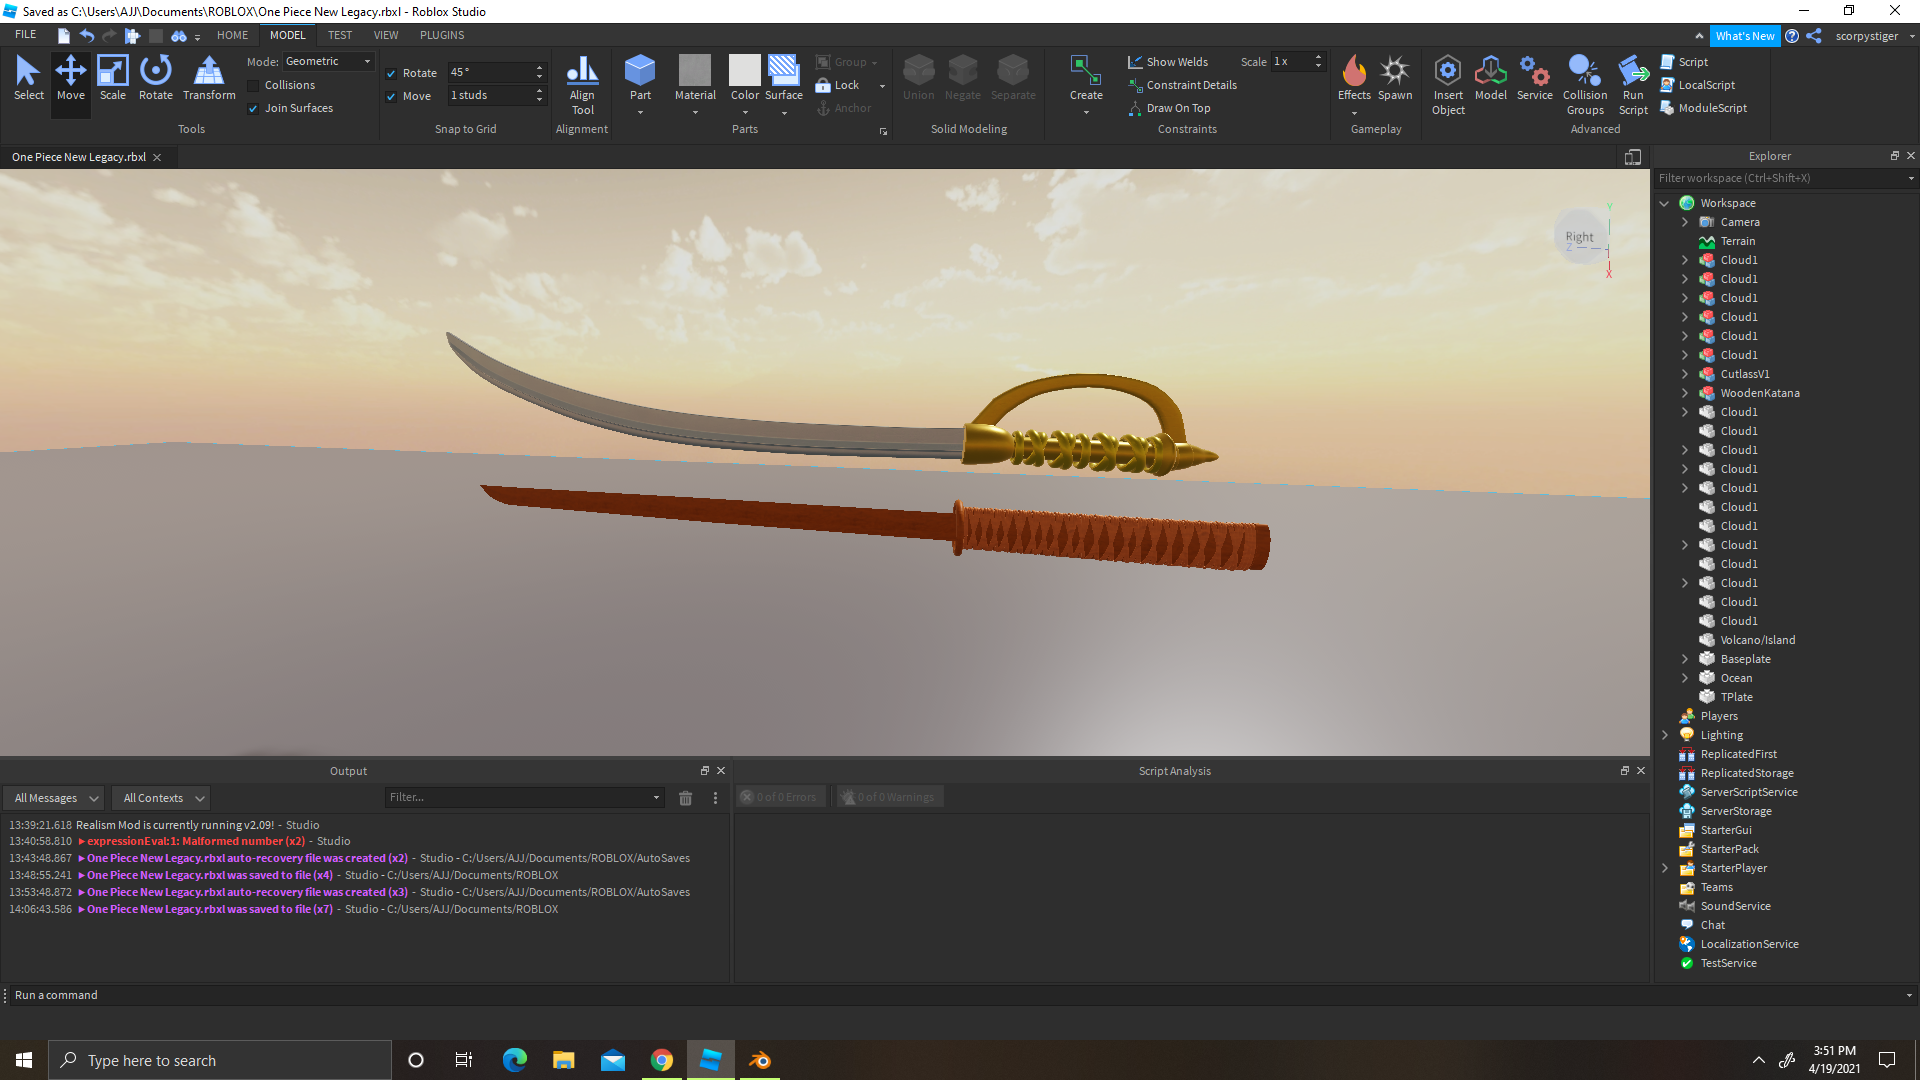 Saved as C:\Users\AJJ\Documents\ROBLOX\One Piece New Legacy.rbxl - Roblox Studio
FILE HOME MODEL TEST VIEW PLUGINS What's New scorpystiger
Select Move Scale Rotate Transform
Mode: Geometric
Collisions
Join Surfaces
Tools
Rotate 45°
Move 1 studs
Snap to Grid
Align Tool
Alignment
Part Material Color Surface
Group
Lock
Anchor
Parts
Union Negate Separate
Solid Modeling
Create
Show Welds Scale 1 x
Constraint Details
Draw On Top
Constraints
Effects Spawn
Gameplay
Insert Object Model Service Collision Groups Run Script
Script
LocalScript
ModuleScript
Advanced
One Piece New Legacy.rbxl
Right
Y
Z
X
Explorer
Filter workspace (Ctrl+Shift+X)
Workspace
Camera
Terrain
Cloud1
Cloud1
Cloud1
Cloud1
Cloud1
Cloud1
CutlassV1
WoodenKatana
Cloud1
Cloud1
Cloud1
Cloud1
Cloud1
Cloud1
Cloud1
Cloud1
Cloud1
Cloud1
Cloud1
Cloud1
Volcano/Island
Baseplate
Ocean
TPlate
Players
Lighting
ReplicatedFirst
ReplicatedStorage
ServerScriptService
ServerStorage
StarterGui
StarterPack
StarterPlayer
Teams
SoundService
Chat
LocalizationService
TestService
Output
All Messages All Contexts Filter...
13:39:21.618 Realism Mod is currently running v2.09! - Studio
13:40:58.810 expressionEval:1: Malformed number (x2) - Studio
13:43:48.867 One Piece New Legacy.rbxl auto-recovery file was created (x2) - Studio - C:/Users/AJJ/Documents/ROBLOX/AutoSaves
13:48:55.241 One Piece New Legacy.rbxl was saved to file (x4) - Studio - C:/Users/AJJ/Documents/ROBLOX
13:53:48.872 One Piece New Legacy.rbxl auto-recovery file was created (x3) - Studio - C:/Users/AJJ/Documents/ROBLOX/AutoSaves
14:06:43.586 One Piece New Legacy.rbxl was saved to file (x7) - Studio - C:/Users/AJJ/Documents/ROBLOX
Script Analysis
0 of 0 Errors 0 of 0 Warnings
Run a command
Type here to search
3:51 PM
4/19/2021